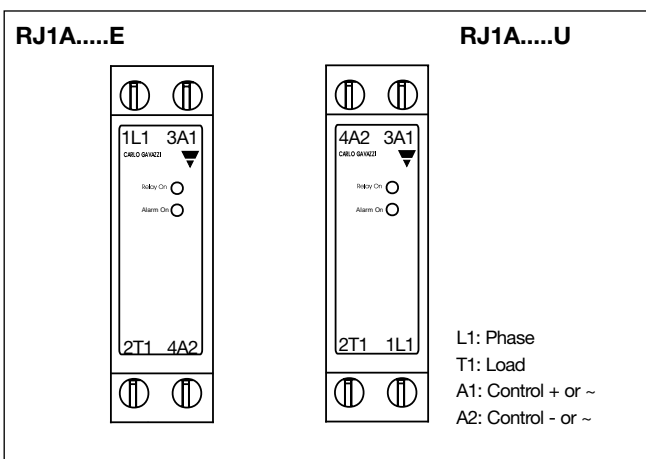 RJ1A.....E
RJ1A.....U
1L1 3A1
CARLO GAVAZZI
Relay On
Alarm On
2T1 4A2
4A2 3A1
CARLO GAVAZZI
Relay On
Alarm On
2T1 1L1
L1: Phase
T1: Load
A1: Control + or ~
A2: Control - or ~